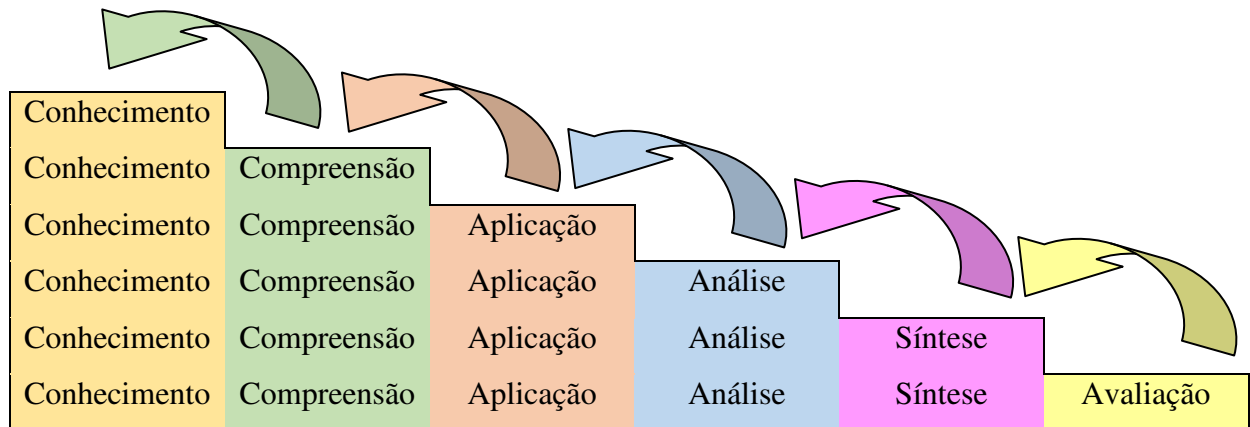 Conhecimento
Conhecimento Compreensão
Conhecimento Compreensão Aplicação
Conhecimento Compreensão Aplicação Análise
Conhecimento Compreensão Aplicação Análise Síntese
Conhecimento Compreensão Aplicação Análise Síntese Avaliação